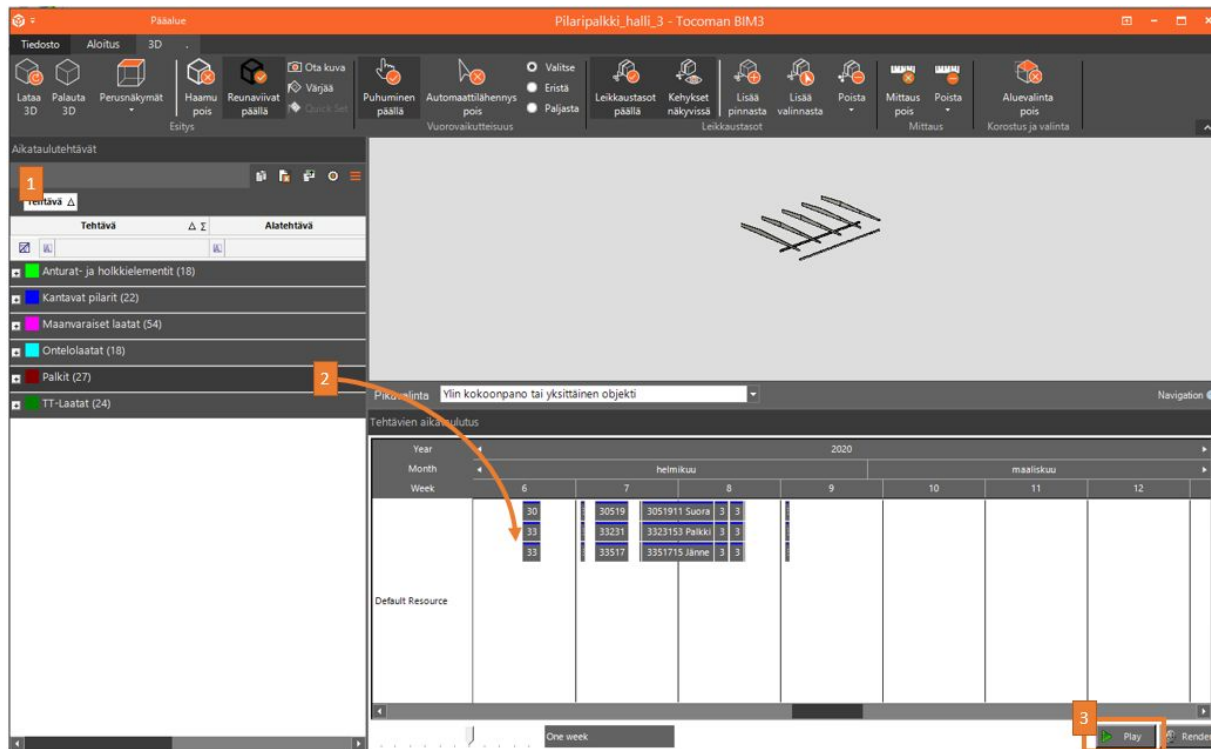 Pääalue
Pilaripalkki_halli_3 - Tocoman BIM3
Tiedosto Aloitus 3D
Lataa 3D
Palauta 3D
Perusnäkymät
Haamu pois
Reunaviivat päällä
Ota kuva
Värjää
Quick Set
Esitys
Puhuminen päällä
Automaattilähennys pois
Valitse
Eristä
Paljasta
Vuorovaikutteisuus
Leikkaustasot päällä
Kehykset näkyvissä
Lisää pinnasta
Lisää valinnasta
Poista
Leikkaustasot
Mittaus pois
Poista
Mittaus
Aluevalinta pois
Korostus ja valinta
Aikataulutehtävät
1
Tehtävä
Tehtävä Alatehtävä
Anturat- ja holkkielementit (18)
Kantavat pilarit (22)
Maanvaraiset laatat (54)
Ontelolaatat (18)
Palkit (27)
TT-Laatat (24)
2
Pikavalinta Ylin kokoonpano tai yksittäinen objekti
Navigation
Tehtävien aikataulutus
Year 2020
Month helmikuu maaliskuu
Week 6 7 8 9 10 11 12
30 30519 3051911 Suora 3 3
33 33231 3323153 Palkki 3 3
33 33517 3351715 Jänne 3 3
Default Resource
3
One week
Play
Render